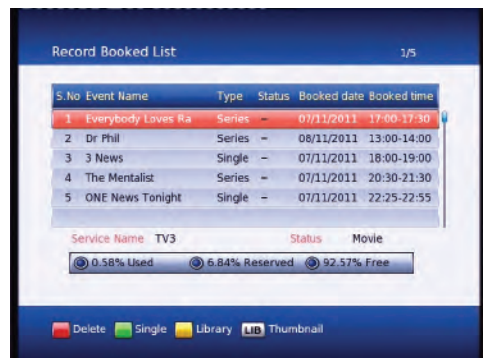 Record Booked List 1/5
S.No Event Name Type Status Booked date Booked time
1 Everybody Loves Ra Series – 07/11/2011 17:00-17:30
2 Dr Phil Series – 08/11/2011 13:00-14:00
3 3 News Single – 07/11/2011 18:00-19:00
4 The Mentalist Series – 07/11/2011 20:30-21:30
5 ONE News Tonight Single – 07/11/2011 22:25-22:55
Service Name TV3 Status Movie
0.58% Used 6.84% Reserved 92.57% Free
Delete Single Library LIB Thumbnail